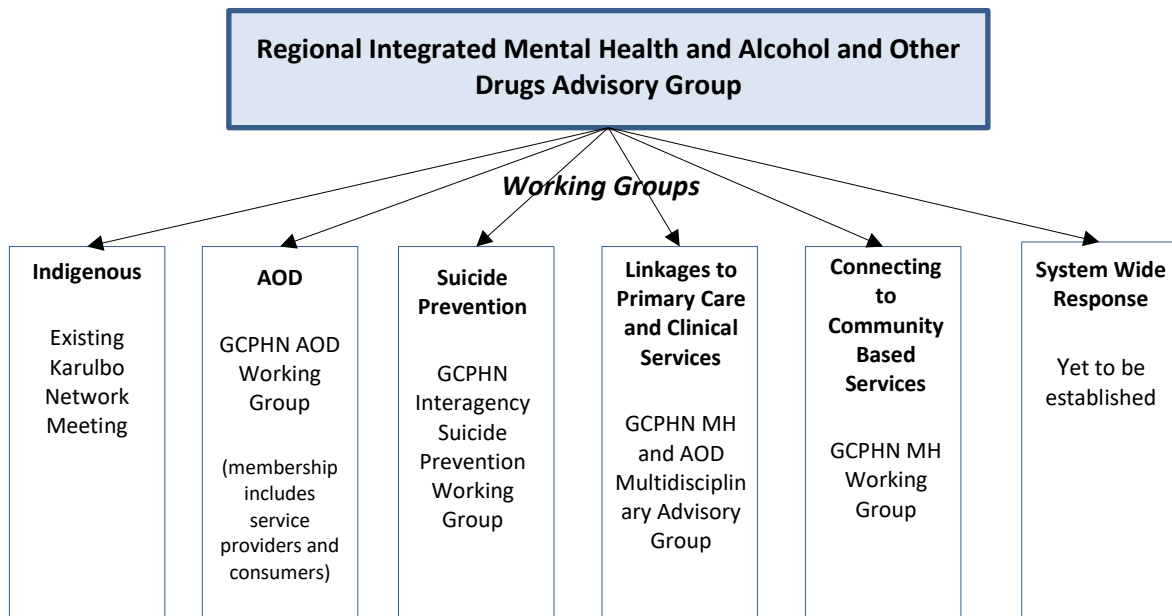 Regional Integrated Mental Health and Alcohol and Other
Drugs Advisory Group
Working Groups
Indigenous
Existing
Karulbo
Network
Meeting
AOD
GCPHN AOD
Working
Group
(membership
includes
service
providers and
consumers)
Suicide
Prevention
GCPHN
Interagency
Suicide
Prevention
Working
Group
Linkages to
Primary Care
and Clinical
Services
GCPHN MH
and AOD
Multidisciplin
ary Advisory
Group
Connecting
to
Community
Based
Services
GCPHN MH
Working
Group
System Wide
Response
Yet to be
established